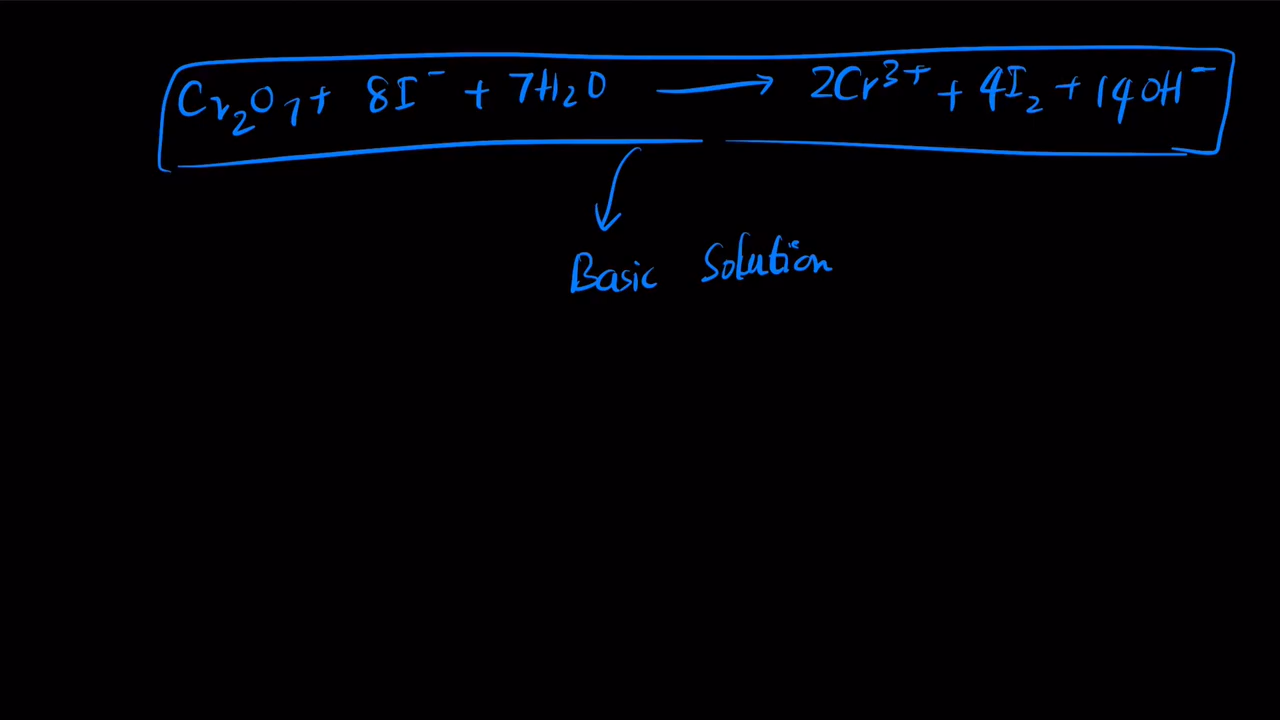 Cr₂O₇ + 8I⁻ + 7H₂O ⟶ 2Cr³⁺ + 4I₂ + 14OH⁻
Basic Solution